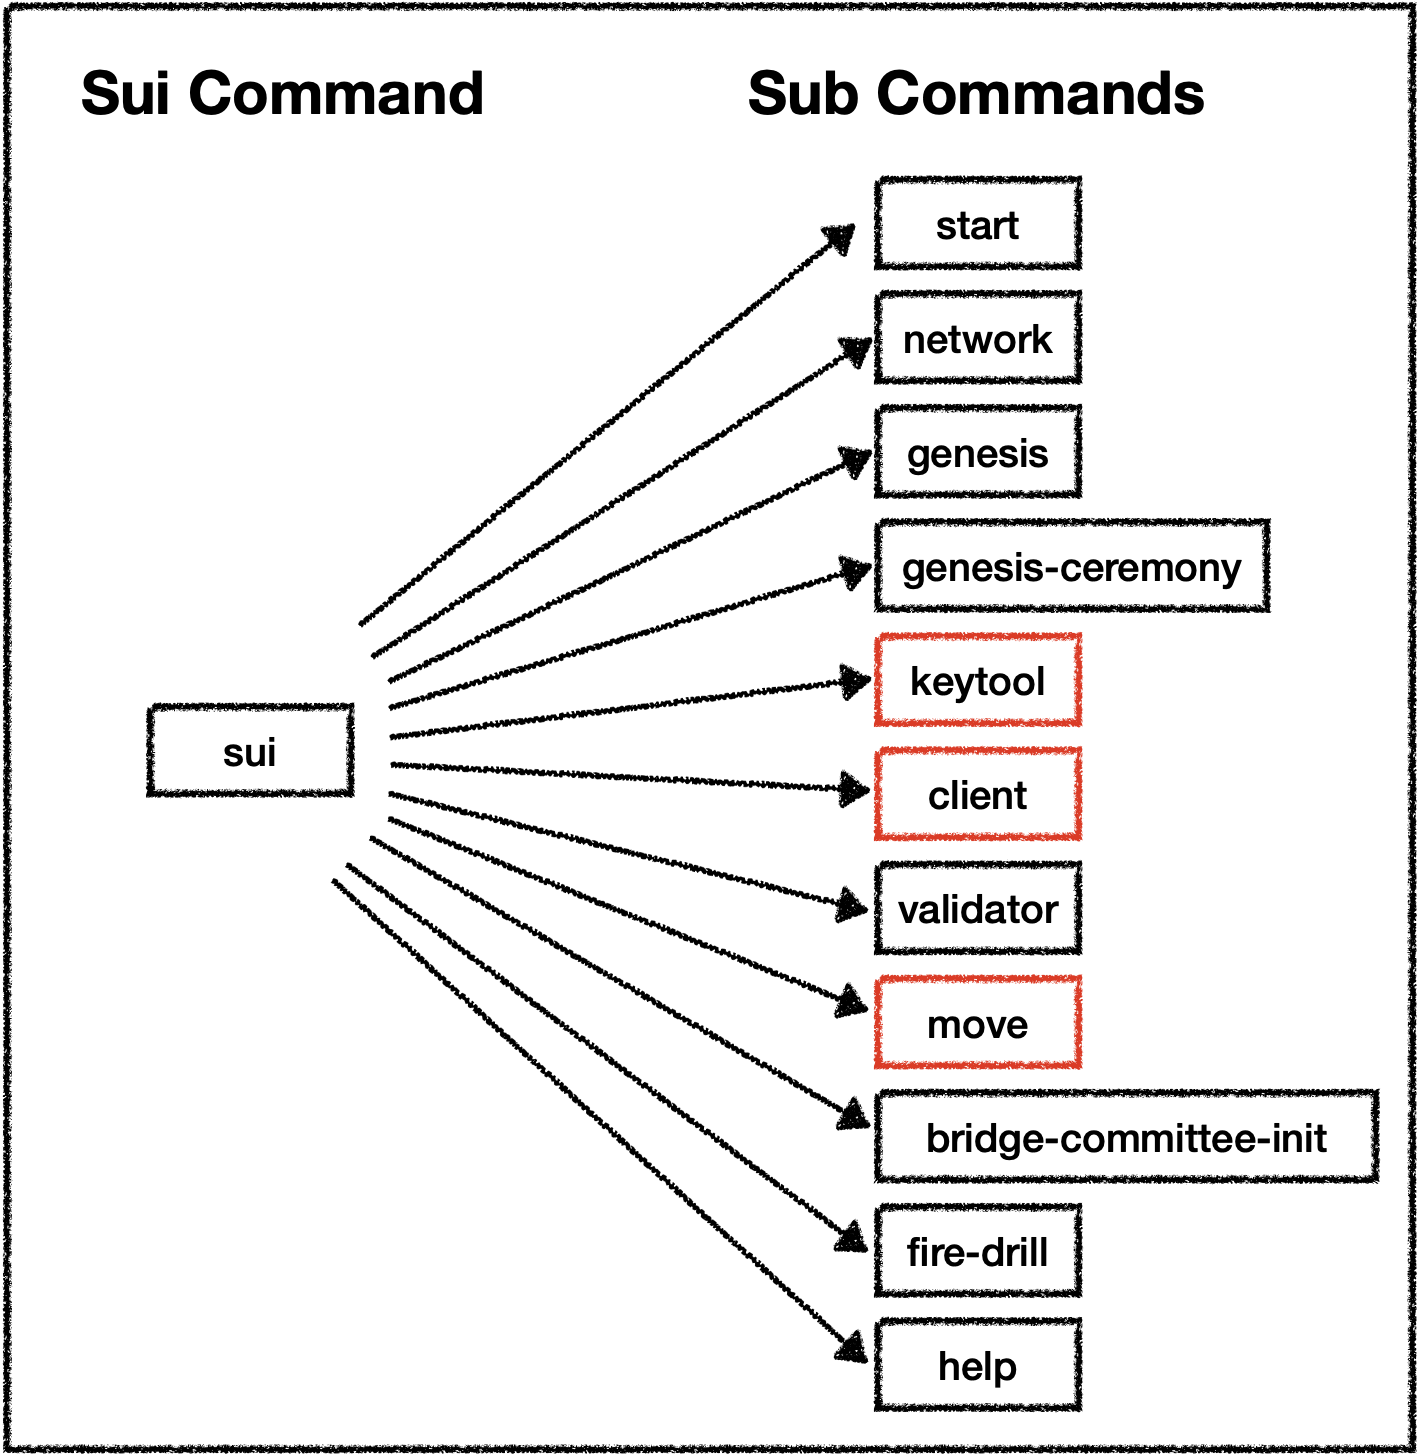 Sui Command
Sub Commands
start
network
genesis
genesis-ceremony
keytool
client
sui
validator
move
bridge-committee-init
fire-drill
help